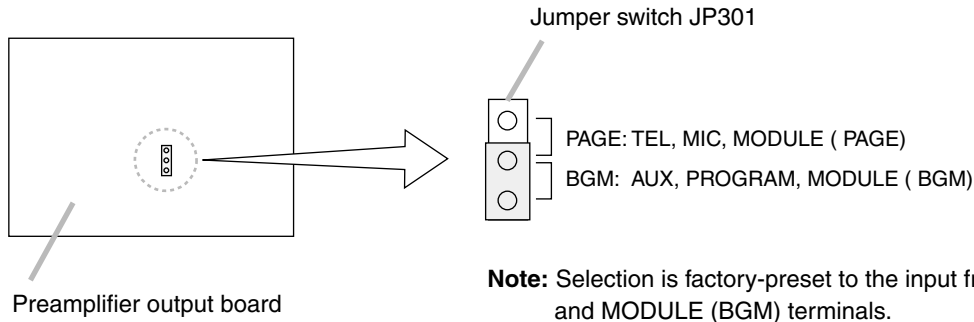 Jumper switch JP301
PAGE: TEL, MIC, MODULE ( PAGE)
BGM: AUX, PROGRAM, MODULE ( BGM)
Preamplifier output board
Note: Selection is factory-preset to the input
and MODULE (BGM) terminals.